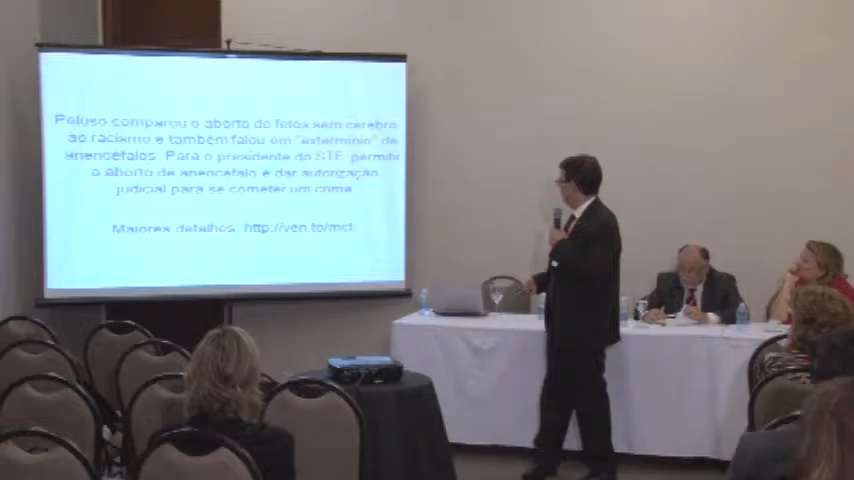 Peluso comparou o aborto de fetos sem cérebro
ao racismo e também falou em "extermínio" de
anencéfalos. Para o presidente do STF, permitir
o aborto de anencéfalo é dar autorização
judicial para se cometer um crime.
Maiores detalhes: http://ven.to/mct